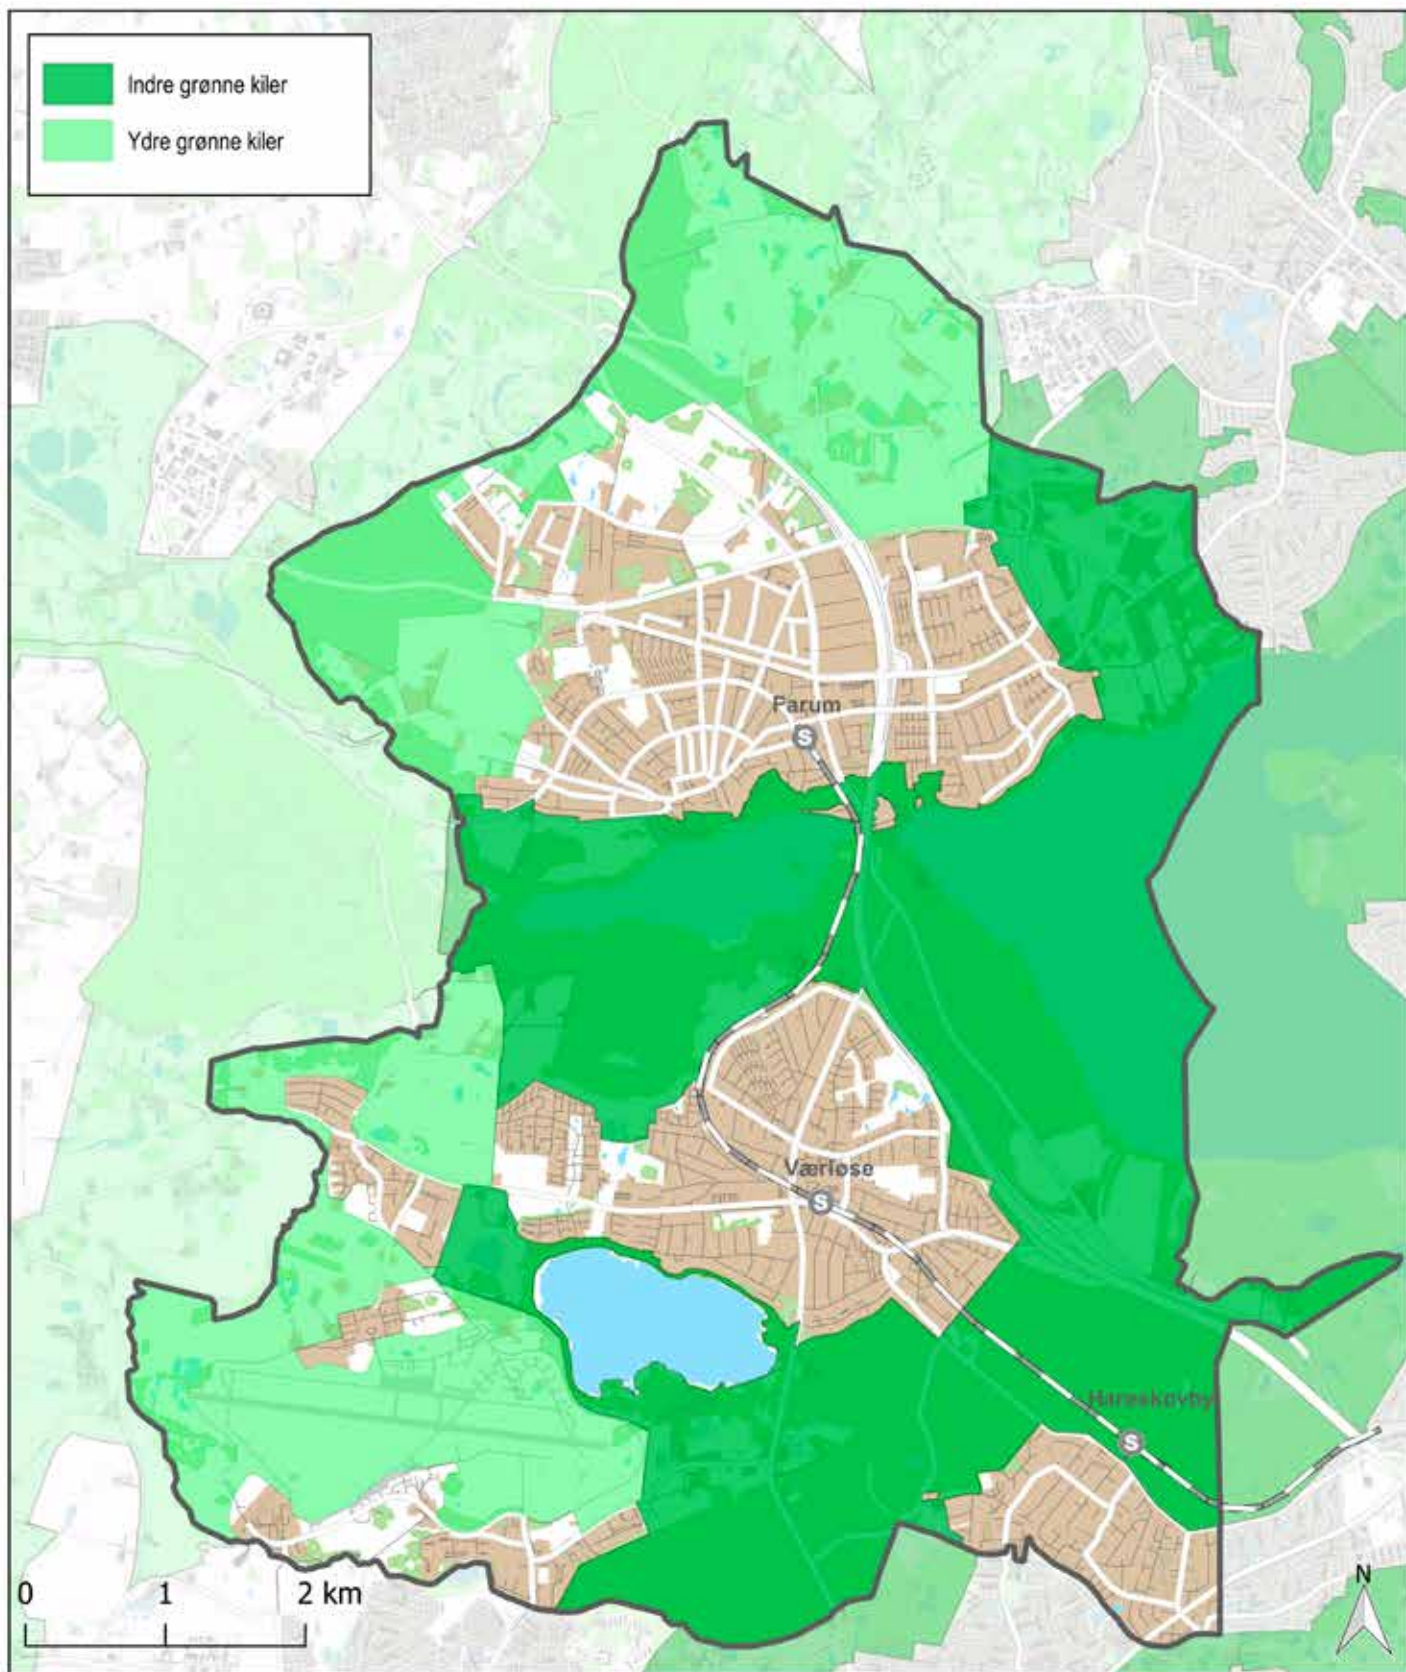 Indre grønne kiler
Ydre grønne kiler
Farum
S
Værløse
S
Hareskovby
S
0 1 2 km
N